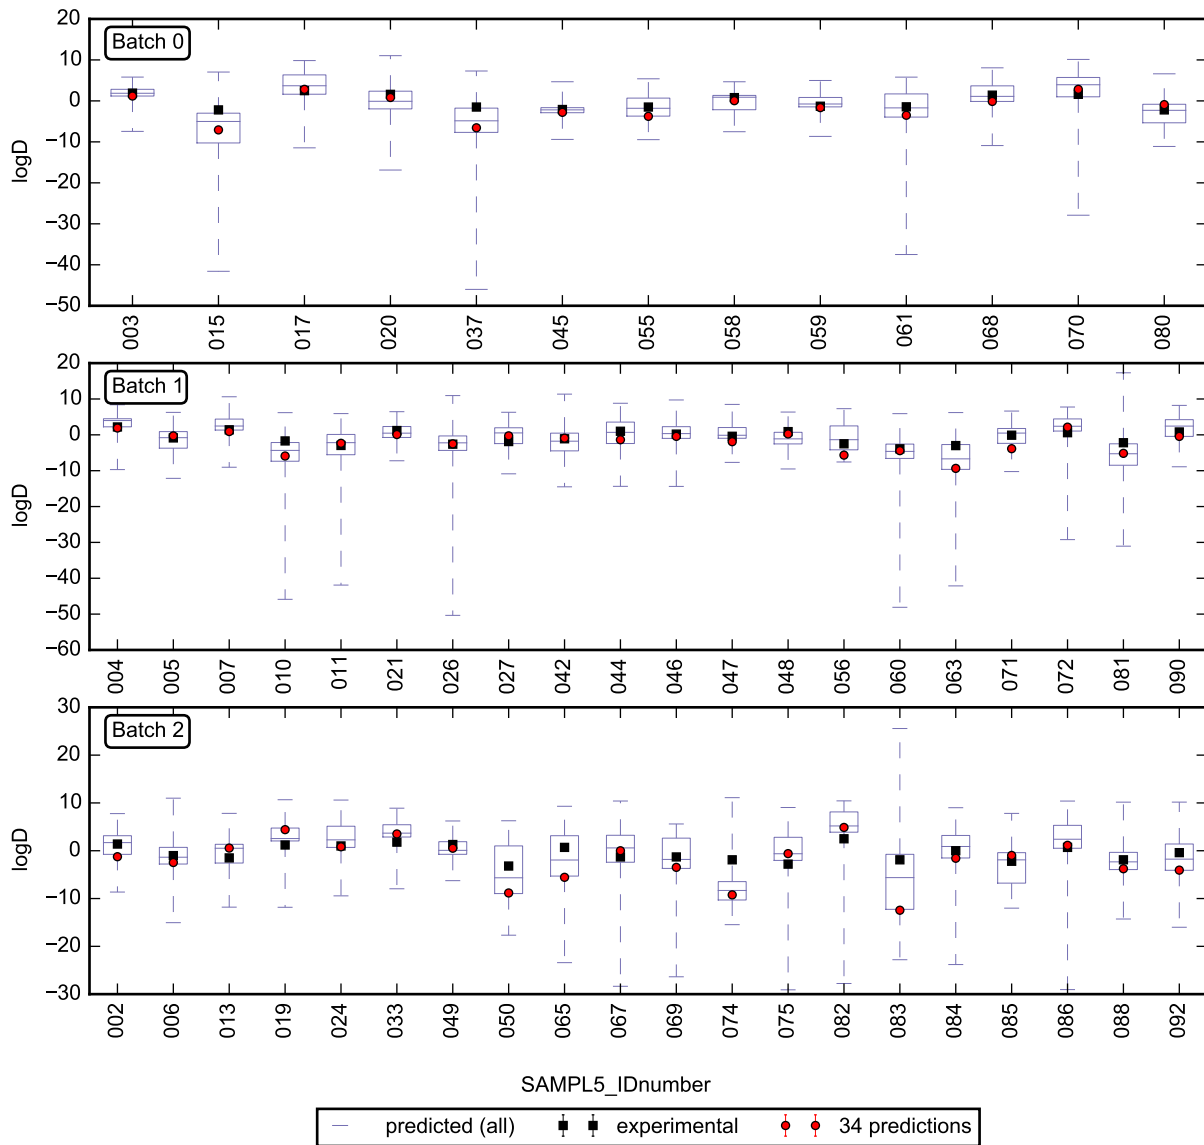 20
Batch 0
10
0
−10
−20
−30
−40
−50
logD
003 015 017 020 037 045 055 058 059 061 068 070 080
20
Batch 1
10
0
−10
−20
−30
−40
−50
−60
logD
004 005 007 010 011 021 026 027 042 044 046 047 048 056 060 063 071 072 081 090
30
Batch 2
20
10
0
−10
−20
−30
logD
002 006 013 019 024 033 049 050 065 067 069 074 075 082 083 084 085 086 088 092
SAMPL5_IDnumber
predicted (all) experimental 34 predictions